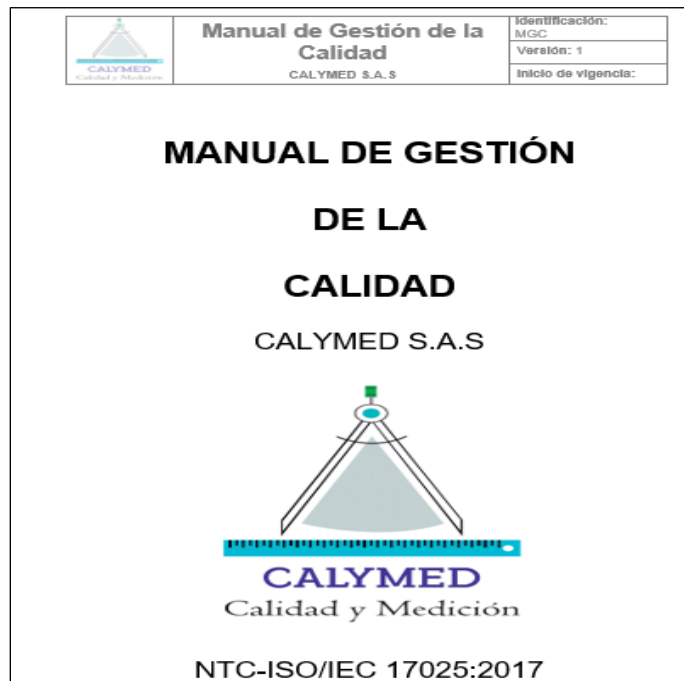 CALYMED
Calidad y Medición
Manual de Gestión de la
Calidad
CALYMED S.A.S
Identificación:
MGC
Versión: 1
Inicio de vigencia:
MANUAL DE GESTIÓN
DE LA
CALIDAD
CALYMED S.A.S
CALYMED
Calidad y Medición
NTC-ISO/IEC 17025:2017